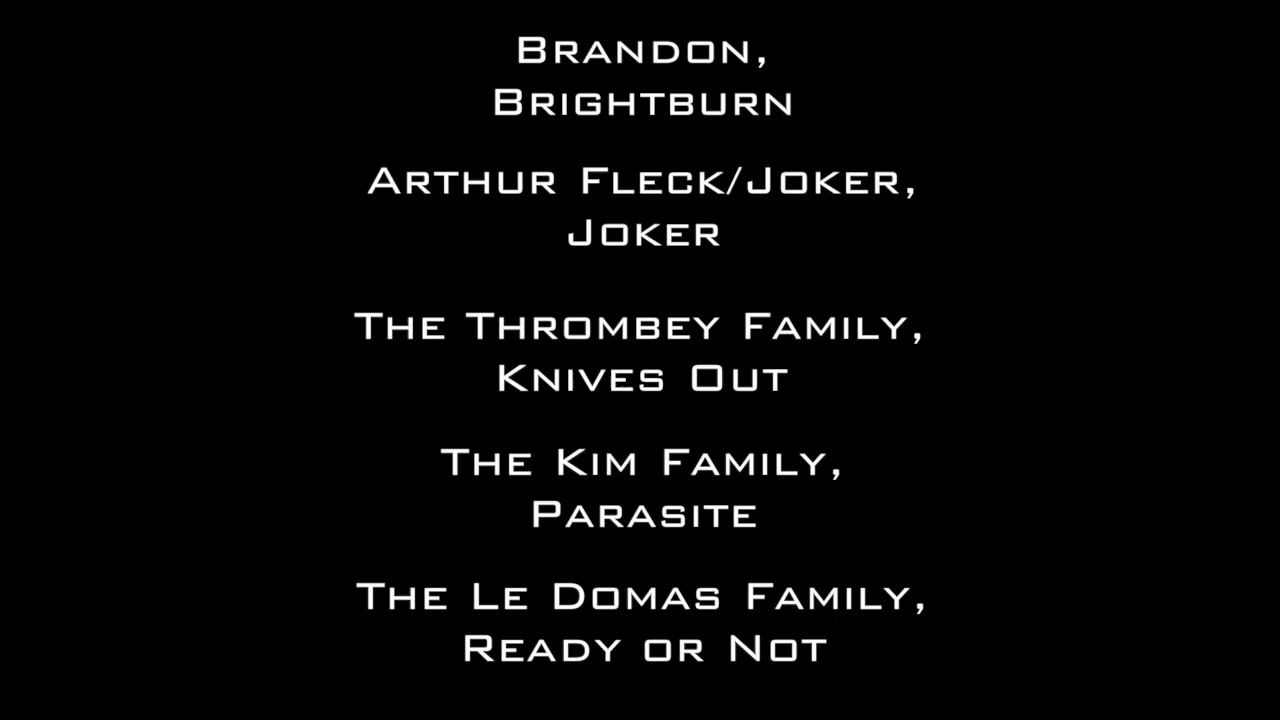 Brandon,
Brightburn
Arthur Fleck/Joker,
Joker
The Thrombey Family,
Knives Out
The Kim Family,
Parasite
The Le Domas Family,
Ready or Not